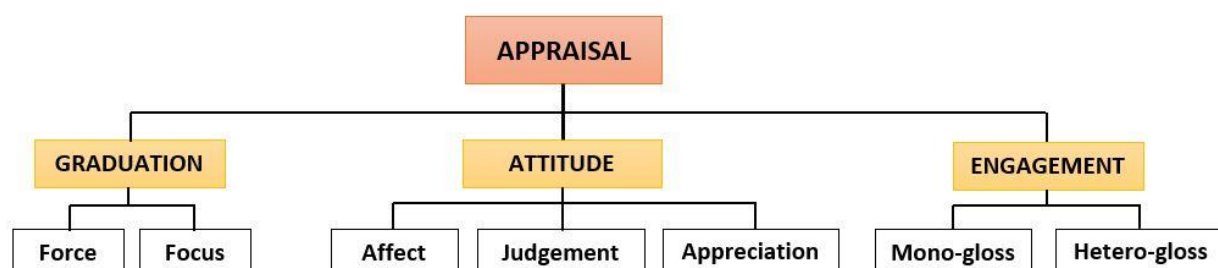 APPRAISAL
GRADUATION ATTITUDE ENGAGEMENT
Force Focus Affect Judgement Appreciation Mono-gloss Hetero-gloss